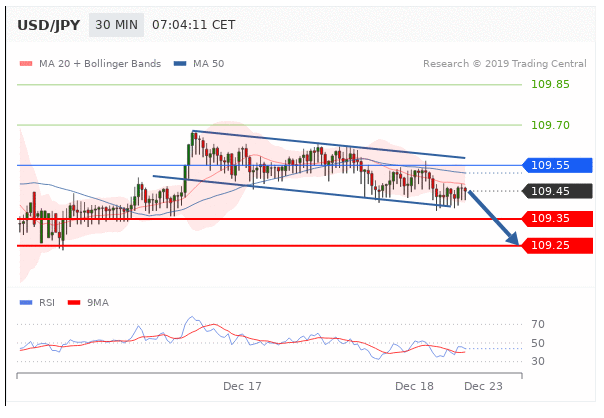 USD/JPY 30 MIN 07:04:11 CET
MA 20 + Bollinger Bands MA 50 Research © 2019 Trading Central
109.85
109.70
109.55
109.45
109.35
109.25
RSI 9MA
70
50
30
Dec 17 Dec 18 Dec 23